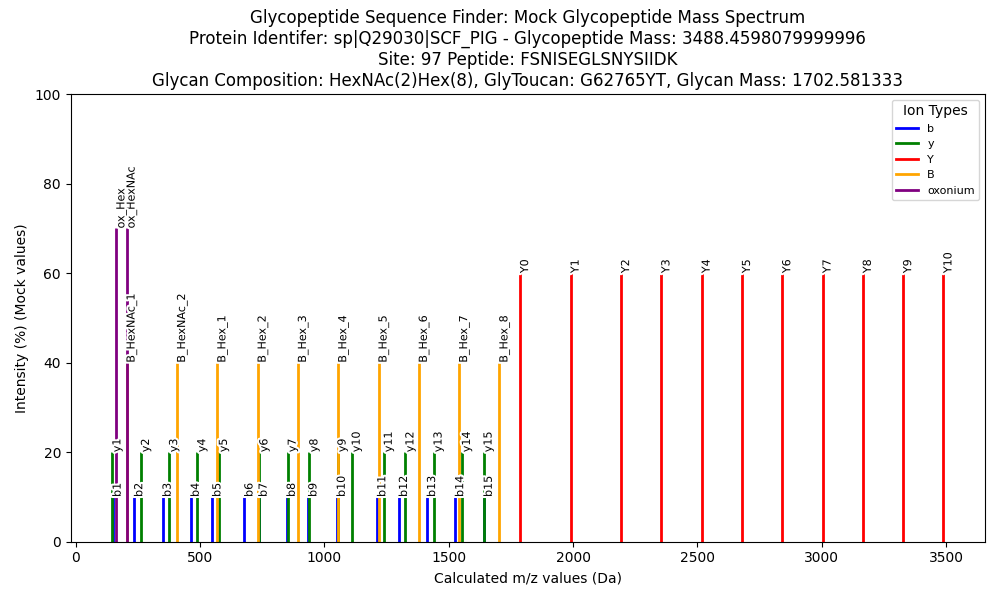 Glycopeptide Sequence Finder: Mock Glycopeptide Mass Spectrum
Protein Identifer: sp|Q29030|SCF_PIG - Glycopeptide Mass: 3488.4598079999996
Site: 97 Peptide: FSNISEGLSNYSIIDK
Glycan Composition: HexNAc(2)Hex(8), GlyToucan: G62765YT, Glycan Mass: 1702.581333
Intensity (%) (Mock values)
100
80
60
40
20
0
Ion Types
b
y
Y
B
oxonium
ox_Hex
ox_HexNAc
B_HexNAc_1
B_HexNAc_2
B_Hex_1
B_Hex_2
B_Hex_3
B_Hex_4
B_Hex_5
B_Hex_6
B_Hex_7
B_Hex_8
Y0
Y1
Y2
Y3
Y4
Y5
Y6
Y7
Y8
Y9
Y10
y1
y2
y3
y4
y5
y6
y7
y8
y9
y10
y11
y12
y13
y14
y15
b1
b2
b3
b4
b5
b6
b7
b8
b9
b10
b11
b12
b13
b14
b15
0
500
1000
1500
2000
2500
3000
3500
Calculated m/z values (Da)